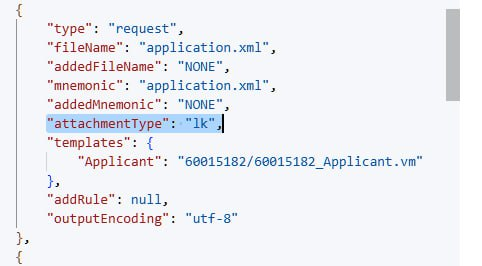 {
"type": "request",
"fileName": "application.xml",
"addedFileName": "NONE",
"mnemonic": "application.xml",
"addedMnemonic": "NONE",
"attachmentType": "lk",
"templates": {
"Applicant": "60015182/60015182_Applicant.vm"
},
"addRule": null,
"outputEncoding": "utf-8"
},
{